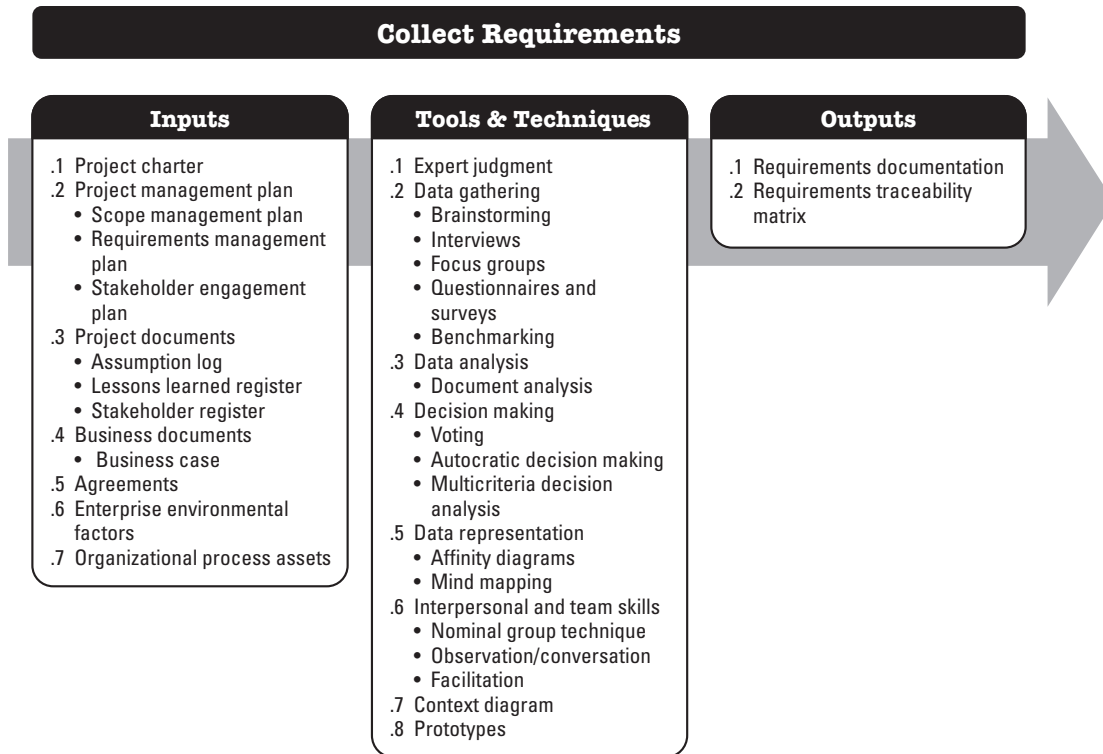 Collect Requirements
Inputs
.1 Project charter
.2 Project management plan
• Scope management plan
• Requirements management
plan
• Stakeholder engagement
plan
.3 Project documents
• Assumption log
• Lessons learned register
• Stakeholder register
.4 Business documents
• Business case
.5 Agreements
.6 Enterprise environmental
factors
.7 Organizational process assets
Tools & Techniques
.1 Expert judgment
.2 Data gathering
• Brainstorming
• Interviews
• Focus groups
• Questionnaires and
surveys
• Benchmarking
.3 Data analysis
• Document analysis
.4 Decision making
• Voting
• Autocratic decision making
• Multicriteria decision
analysis
.5 Data representation
• Affinity diagrams
• Mind mapping
.6 Interpersonal and team skills
• Nominal group technique
• Observation/conversation
• Facilitation
.7 Context diagram
.8 Prototypes
Outputs
.1 Requirements documentation
.2 Requirements traceability
matrix